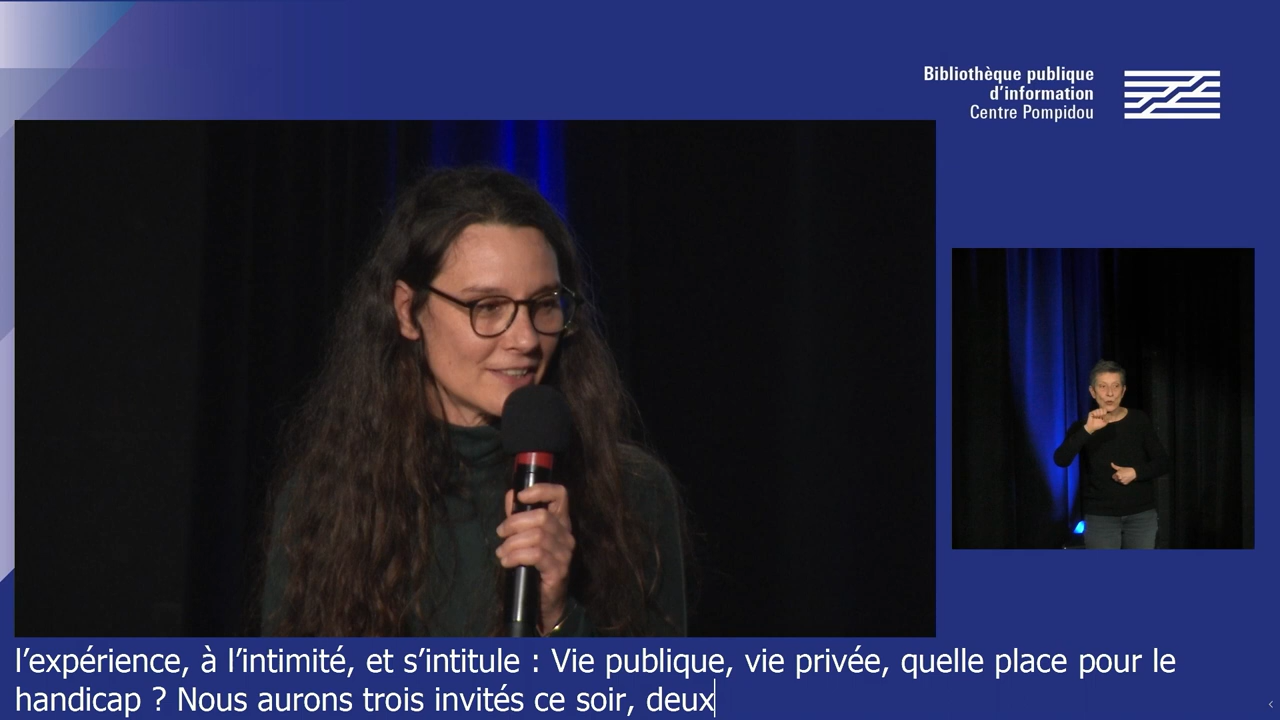 Bibliothèque publique
d’information
Centre Pompidou
l’expérience, à l’intimité, et s’intitule : Vie publique, vie privée, quelle place pour le
handicap ? Nous aurons trois invités ce soir, deux